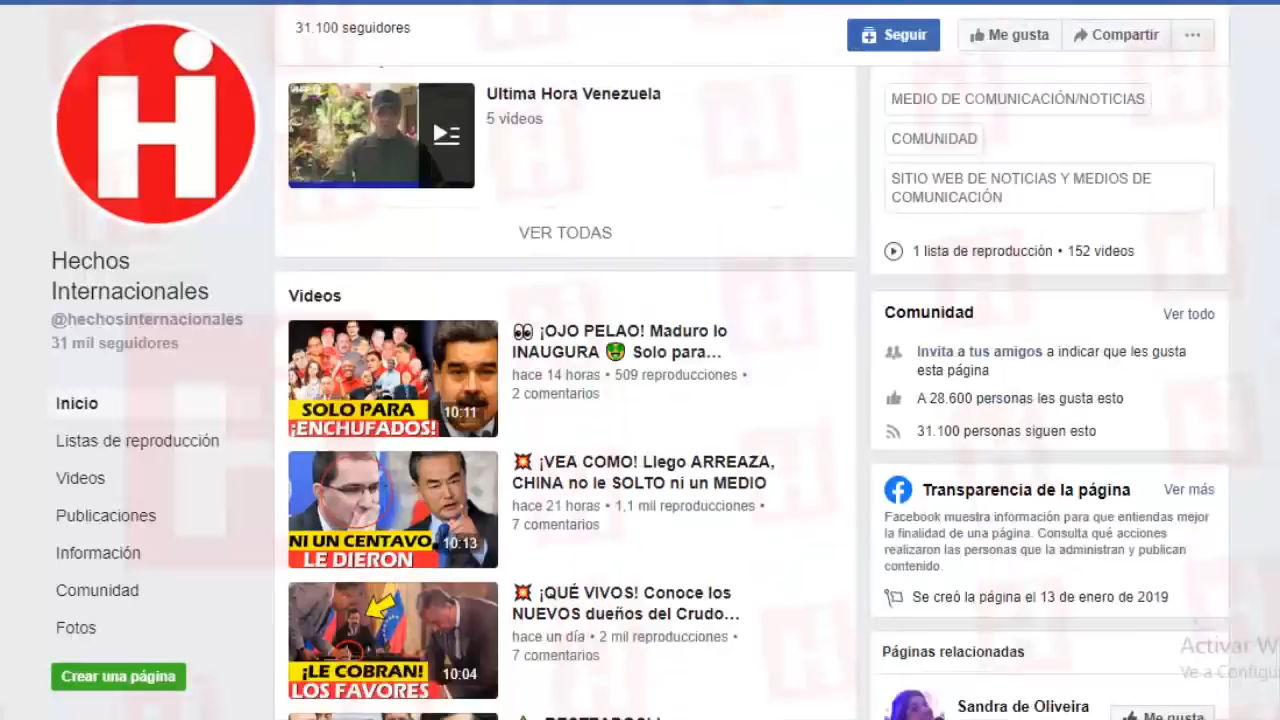 31.100 seguidores
Seguir
Me gusta
Compartir
Hi
Ultima Hora Venezuela
5 videos
VER TODAS
Hechos
Internacionales
@hechosinternacionales
31 mil seguidores
Inicio
Listas de reproducción
Videos
Publicaciones
Información
Comunidad
Fotos
Crear una página
Videos
SOLO PARA
¡ENCHUFADOS!
10:11
¡OJO PELAO! Maduro lo
INAUGURA 🤑 Solo para...
hace 14 horas • 509 reproducciones •
2 comentarios
NI UN CENTAVO
LE DIERON
10:13
¡VEA COMO! Llego ARREAZA,
CHINA no le SOLTO ni un MEDIO
hace 21 horas • 1,1 mil reproducciones •
7 comentarios
¡LE COBRAN!
LOS FAVORES
10:04
¡QUÉ VIVOS! Conoce los
NUEVOS dueños del Crudo...
hace un día • 2 mil reproducciones •
7 comentarios
MEDIO DE COMUNICACIÓN/NOTICIAS
COMUNIDAD
SITIO WEB DE NOTICIAS Y MEDIOS DE
COMUNICACIÓN
1 lista de reproducción • 152 videos
Comunidad
Ver todo
Invita a tus amigos a indicar que les gusta
esta página
A 28.600 personas les gusta esto
31.100 personas siguen esto
Transparencia de la página
Ver más
Facebook muestra información para que entiendas mejor
la finalidad de una página. Consulta qué acciones
realizaron las personas que la administran y publican
contenido.
Se creó la página el 13 de enero de 2019
Páginas relacionadas
Sandra de Oliveira
Me gusta
Activar W
Ve a Configu